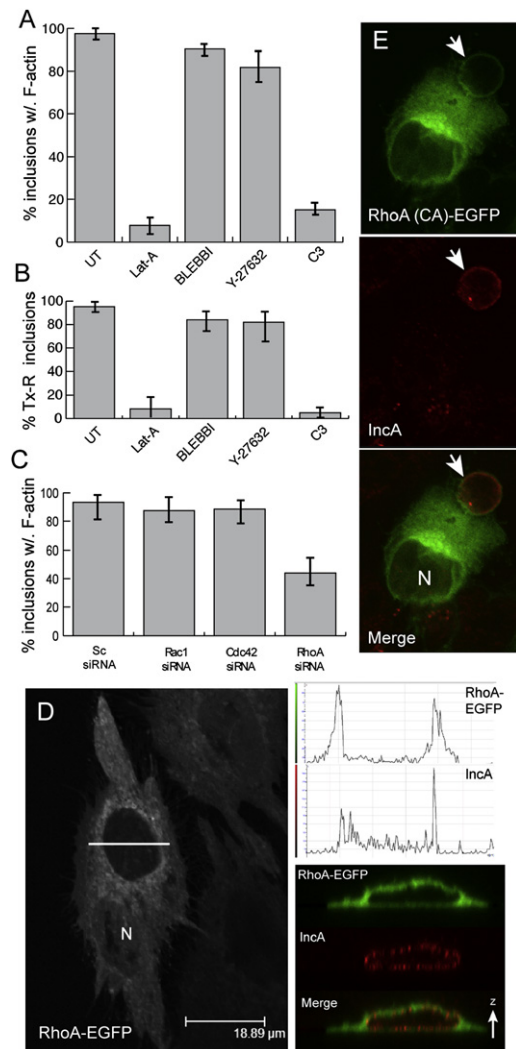 A
% inclusions w/. F-actin
100
80
60
40
20
0
UT
Lat-A
BLEBBI
Y-27632
C3
B
% Tx-R inclusions
100
80
60
40
20
0
UT
Lat-A
BLEBBI
Y-27632
C3
C
% inclusions w/. F-actin
100
80
60
40
20
0
Sc siRNA
Rac1 siRNA
Cdc42 siRNA
RhoA siRNA
D
N
RhoA-EGFP
18.89 µm
RhoA-
EGFP
IncA
RhoA-EGFP
IncA
Merge
z
E
RhoA (CA)-EGFP
IncA
N
Merge